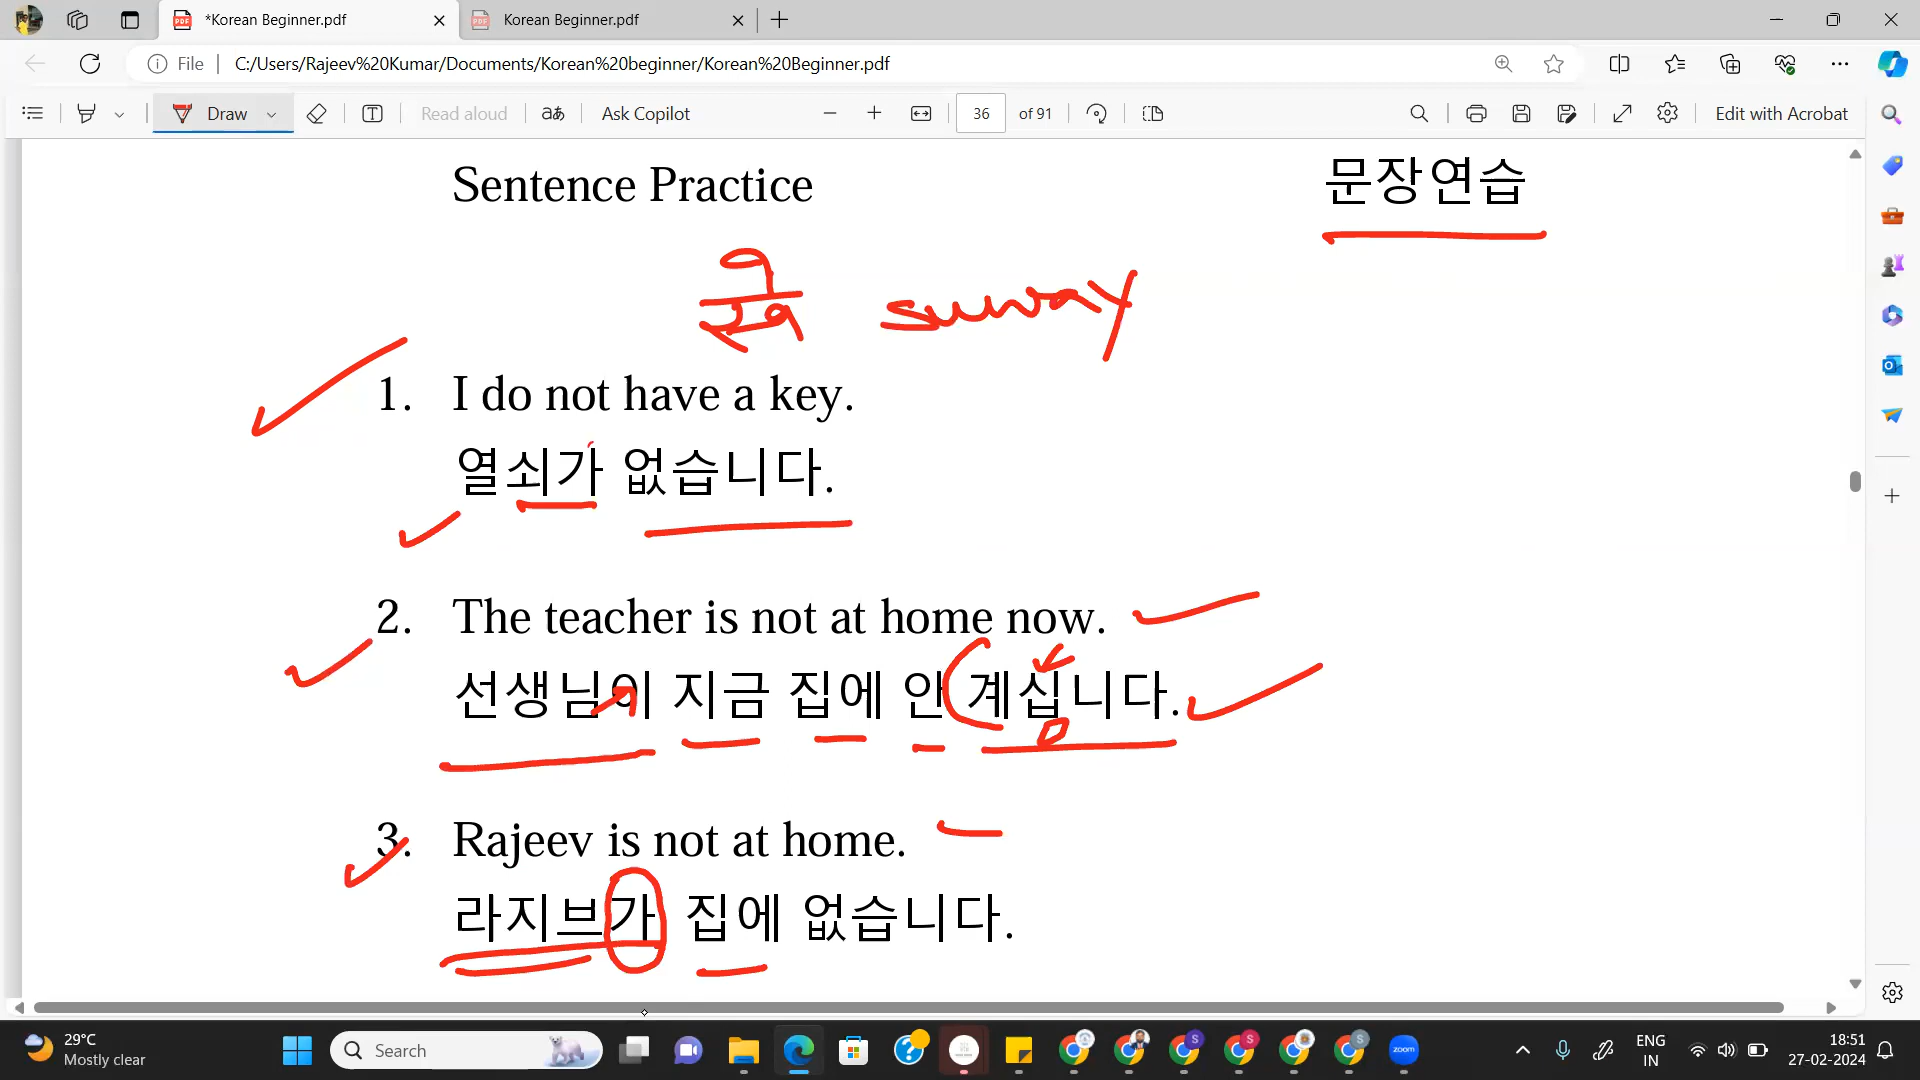 *Korean Beginner.pdf
Korean Beginner.pdf
File
C:/Users/Rajeev%20Kumar/Documents/Korean%20beginner/Korean%20Beginner.pdf
Draw
Read aloud
aあ
Ask Copilot
36 of 91
Edit with Acrobat
Sentence Practice
문장연습
1. I do not have a key.
열쇠가 없습니다.
2. The teacher is not at home now.
선생님이 지금 집에 안 계십니다.
3. Rajeev is not at home.
라지브가 집에 없습니다.
29°C
Mostly clear
Search
zoom
ENG
IN
18:51
27-02-2024